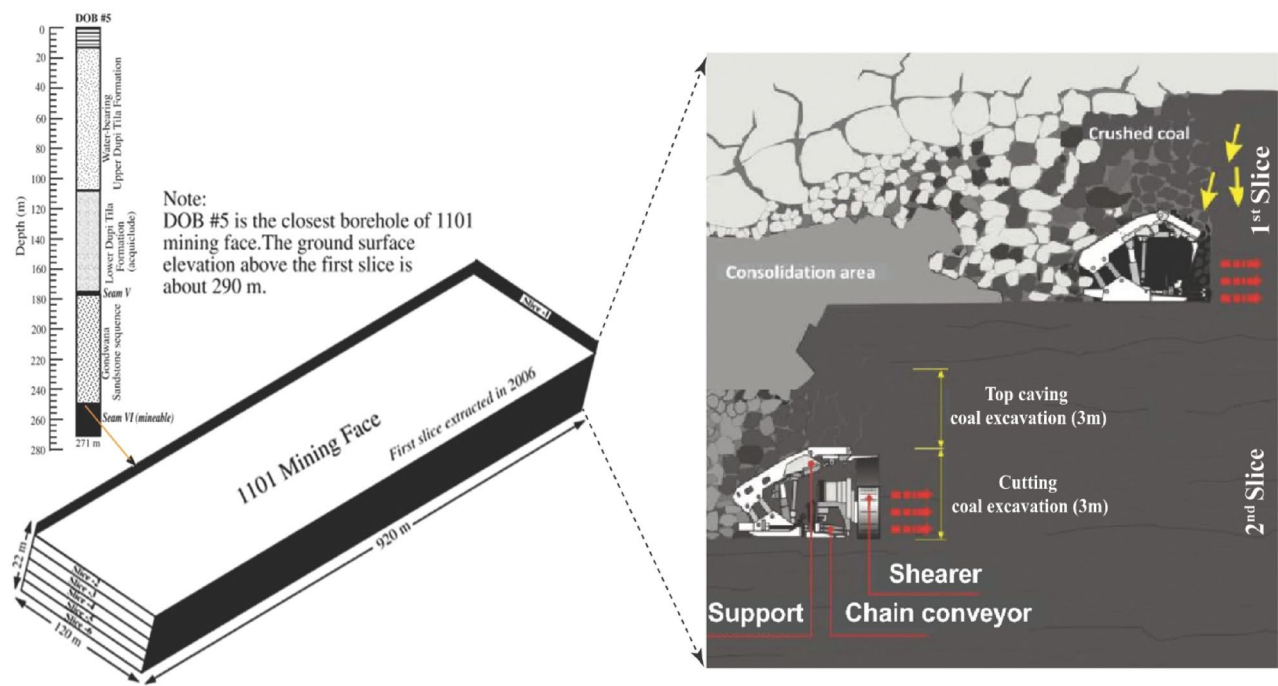 DOB #5
0
20
40
60
80
100
120
140
160
180
200
220
240
260
280
Depth (m)
Water-bearing
Upper Dupi Tila Formation
Lower Dupi Tila
Formation
(acquiclude)
Seam V
Gondwana
Sandstone sequence
Seam VI (mineable)
271 m
Note:
DOB #5 is the closest borehole of 1101
mining face.The ground surface
elevation above the first slice is
about 290 m.
Slice -1
1101 Mining Face
First slice extracted in 2006
22 m
Slice -2
Slice -3
Slice -4
Slice -5
Slice -6
120 m
920 m
Crushed coal
1st Slice
Consolidation area
Top caving
coal excavation (3m)
Cutting
coal excavation (3m)
2nd Slice
Shearer
Support
Chain conveyor